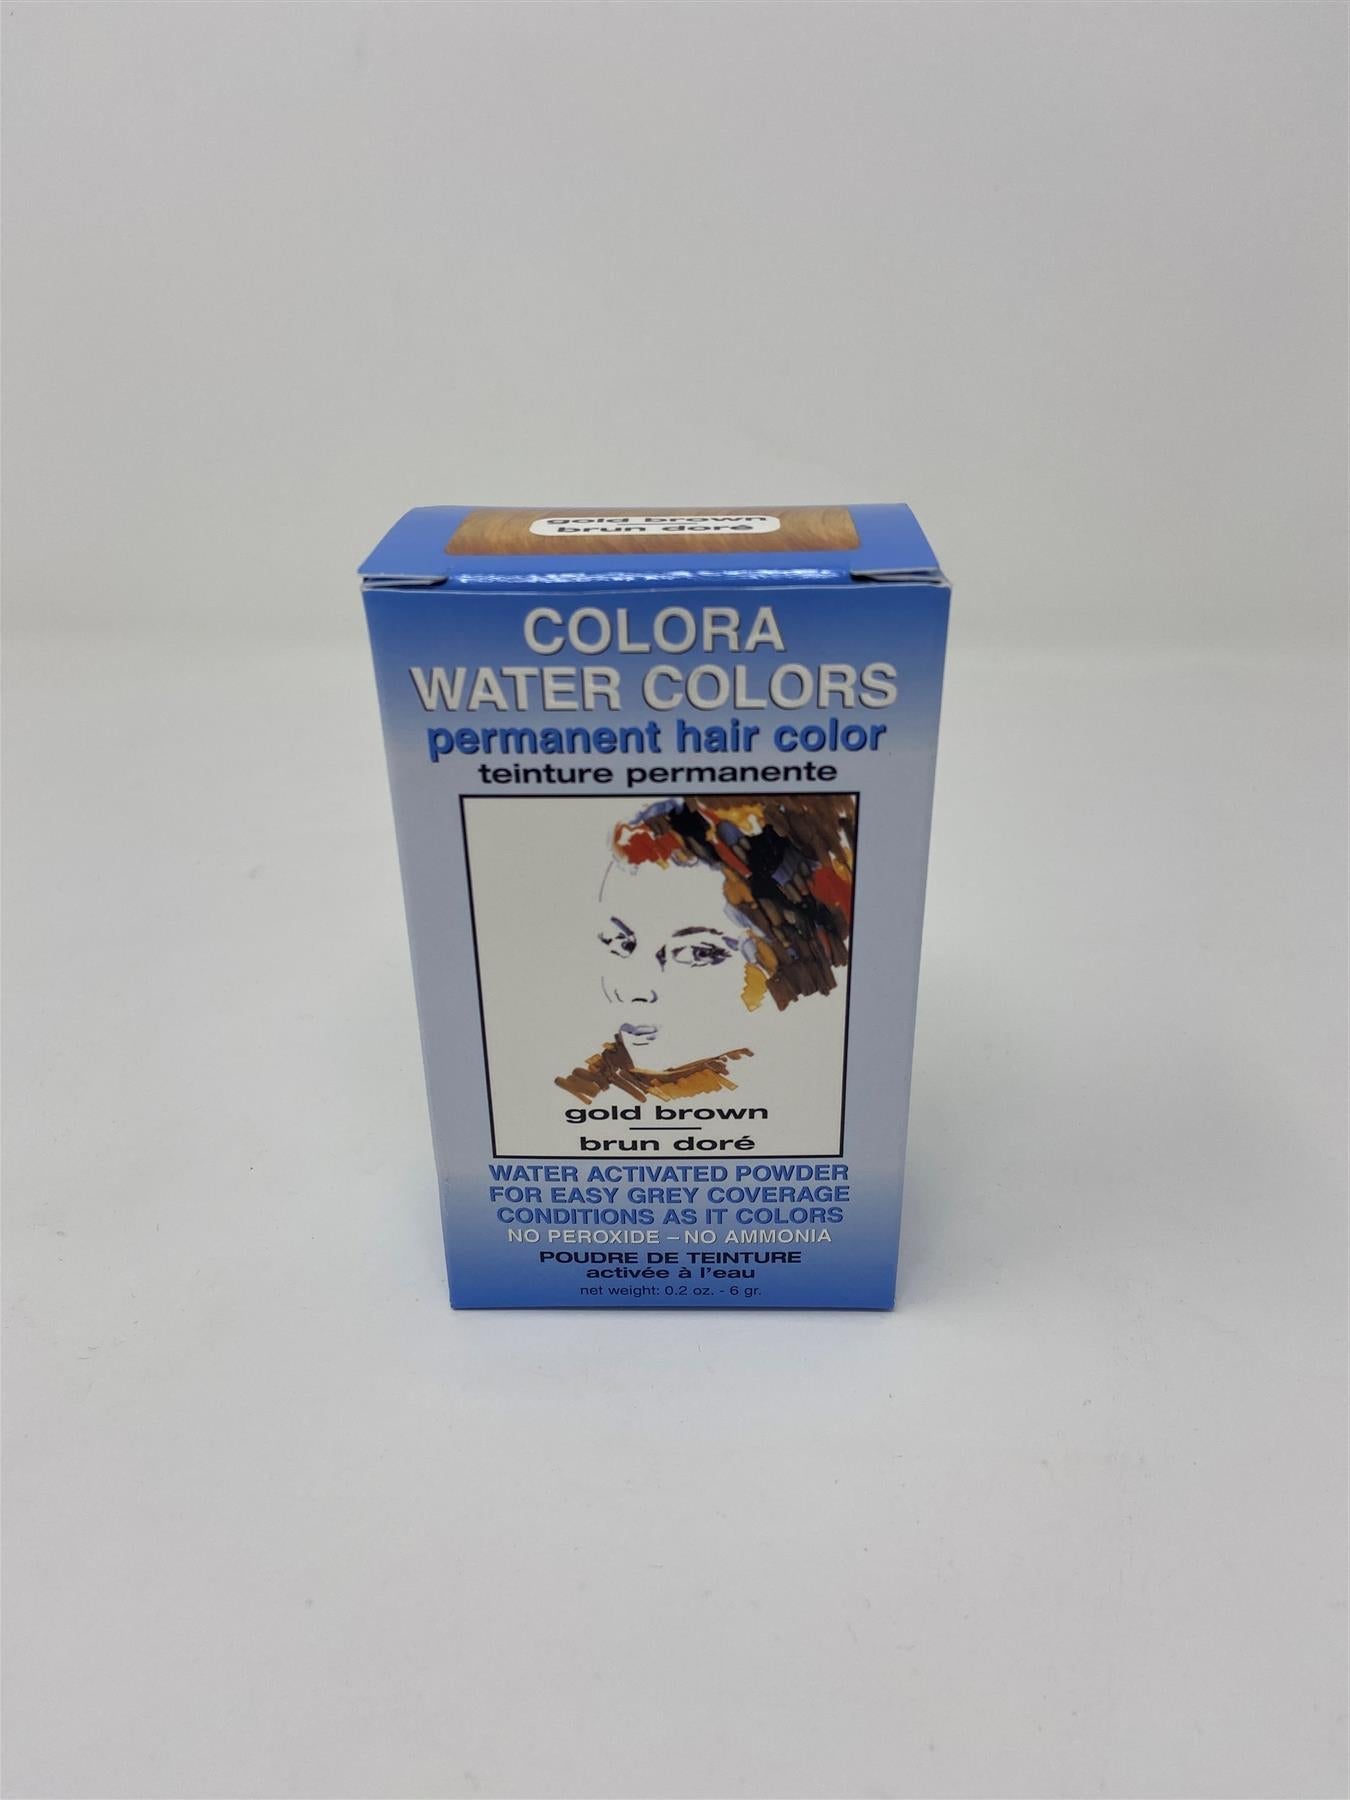 gold brown
brun doré
COLORA
WATER COLORS
permanent hair color
teinture permanente
gold brown
brun doré
WATER ACTIVATED POWDER
FOR EASY GREY COVERAGE
CONDITIONS AS IT COLORS
NO PEROXIDE – NO AMMONIA
POUDRE DE TEINTURE
activée à l'eau
net weight: 0.2 oz. - 6 gr.